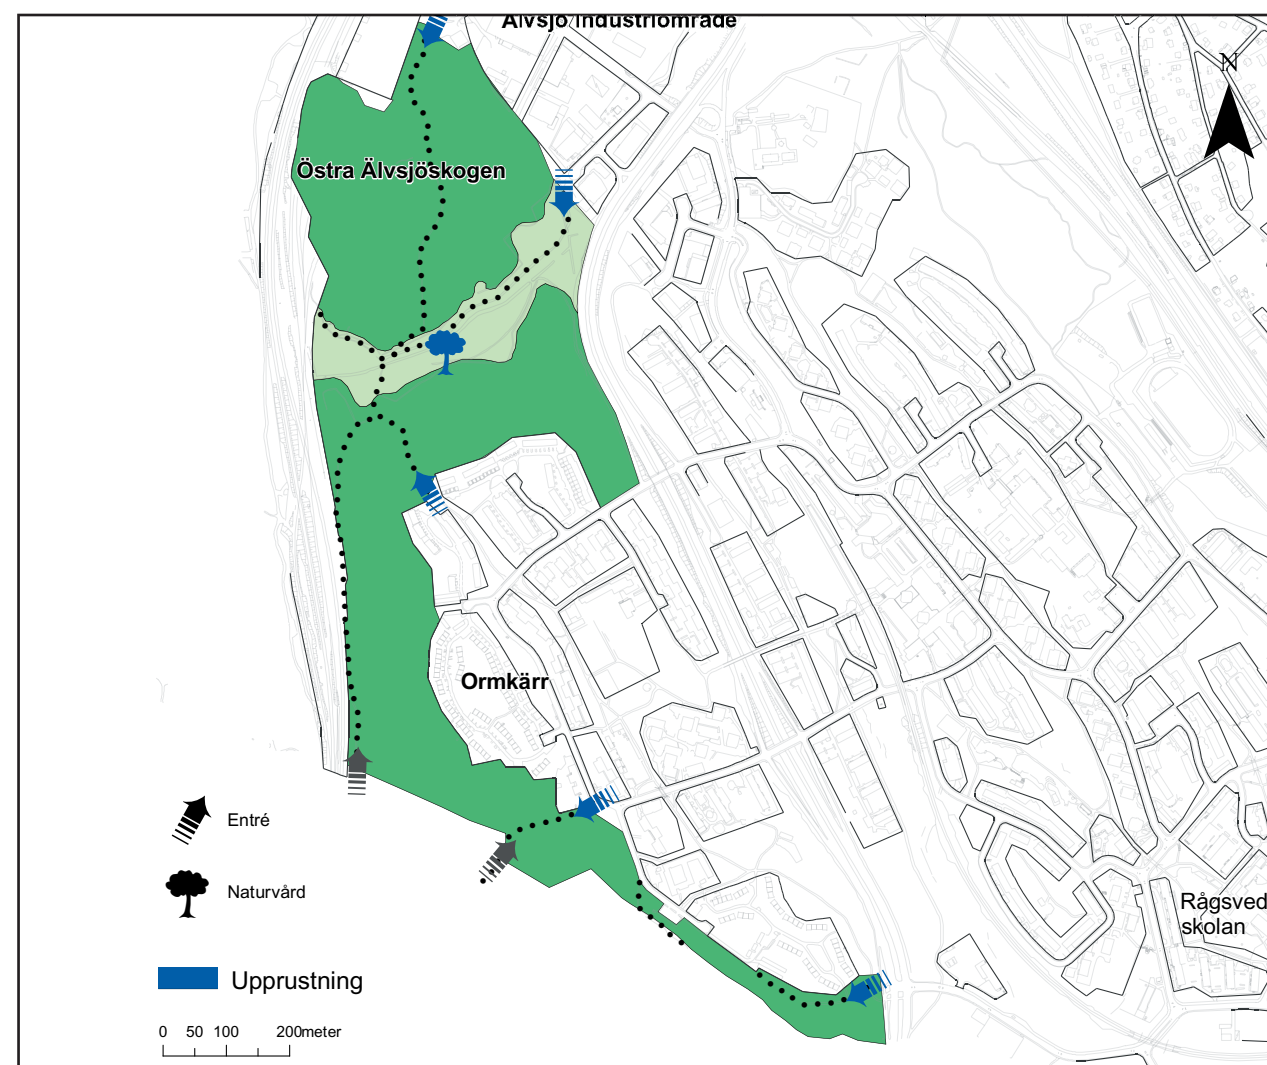 Älvsjö industriområde
N
Östra Älvsjöskogen
Ormkärr
Entré
Naturvård
Rågsved
skolan
Upprustning
0 50 100 200meter